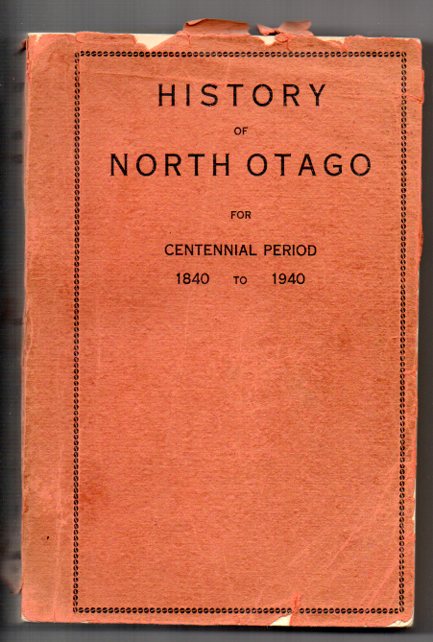 HISTORY
OF
NORTH OTAGO
FOR
CENTENNIAL PERIOD
1840 TO 1940